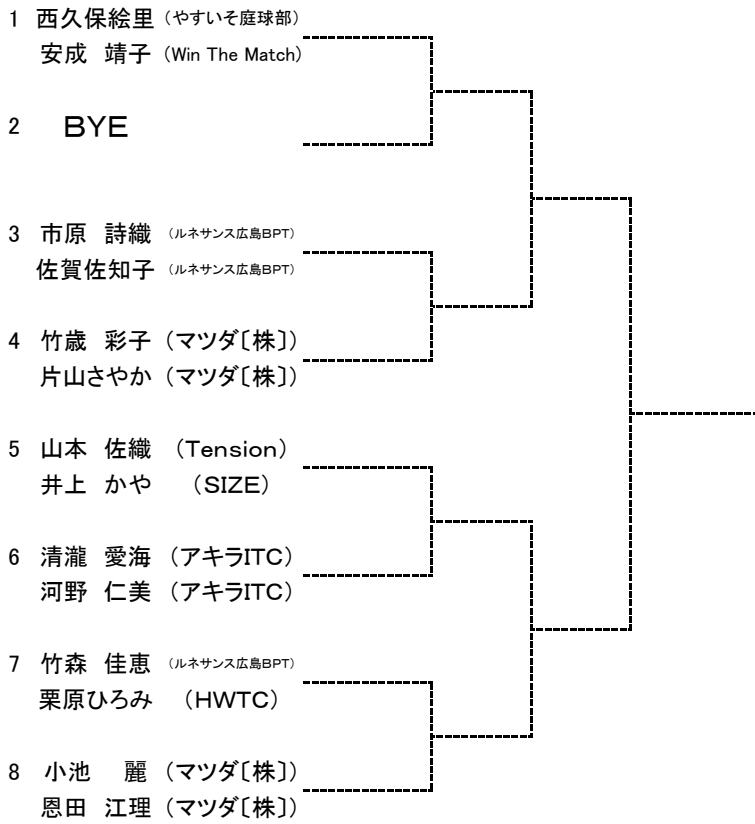 1 西久保絵里（やすいそ庭球部）
安成 靖子（Win The Match）
2 BYE
3 市原 詩織（ルネサンス広島BPT）
佐賀佐知子（ルネサンス広島BPT）
4 竹歳 彩子（マツダ〔株〕）
片山さやか（マツダ〔株〕）
5 山本 佐織（Tension）
井上 かや（SIZE）
6 清瀧 愛海（アキラITC）
河野 仁美（アキラITC）
7 竹森 佳恵（ルネサンス広島BPT）
栗原ひろみ（HWTC）
8 小池 麗（マツダ〔株〕）
恩田 江理（マツダ〔株〕）